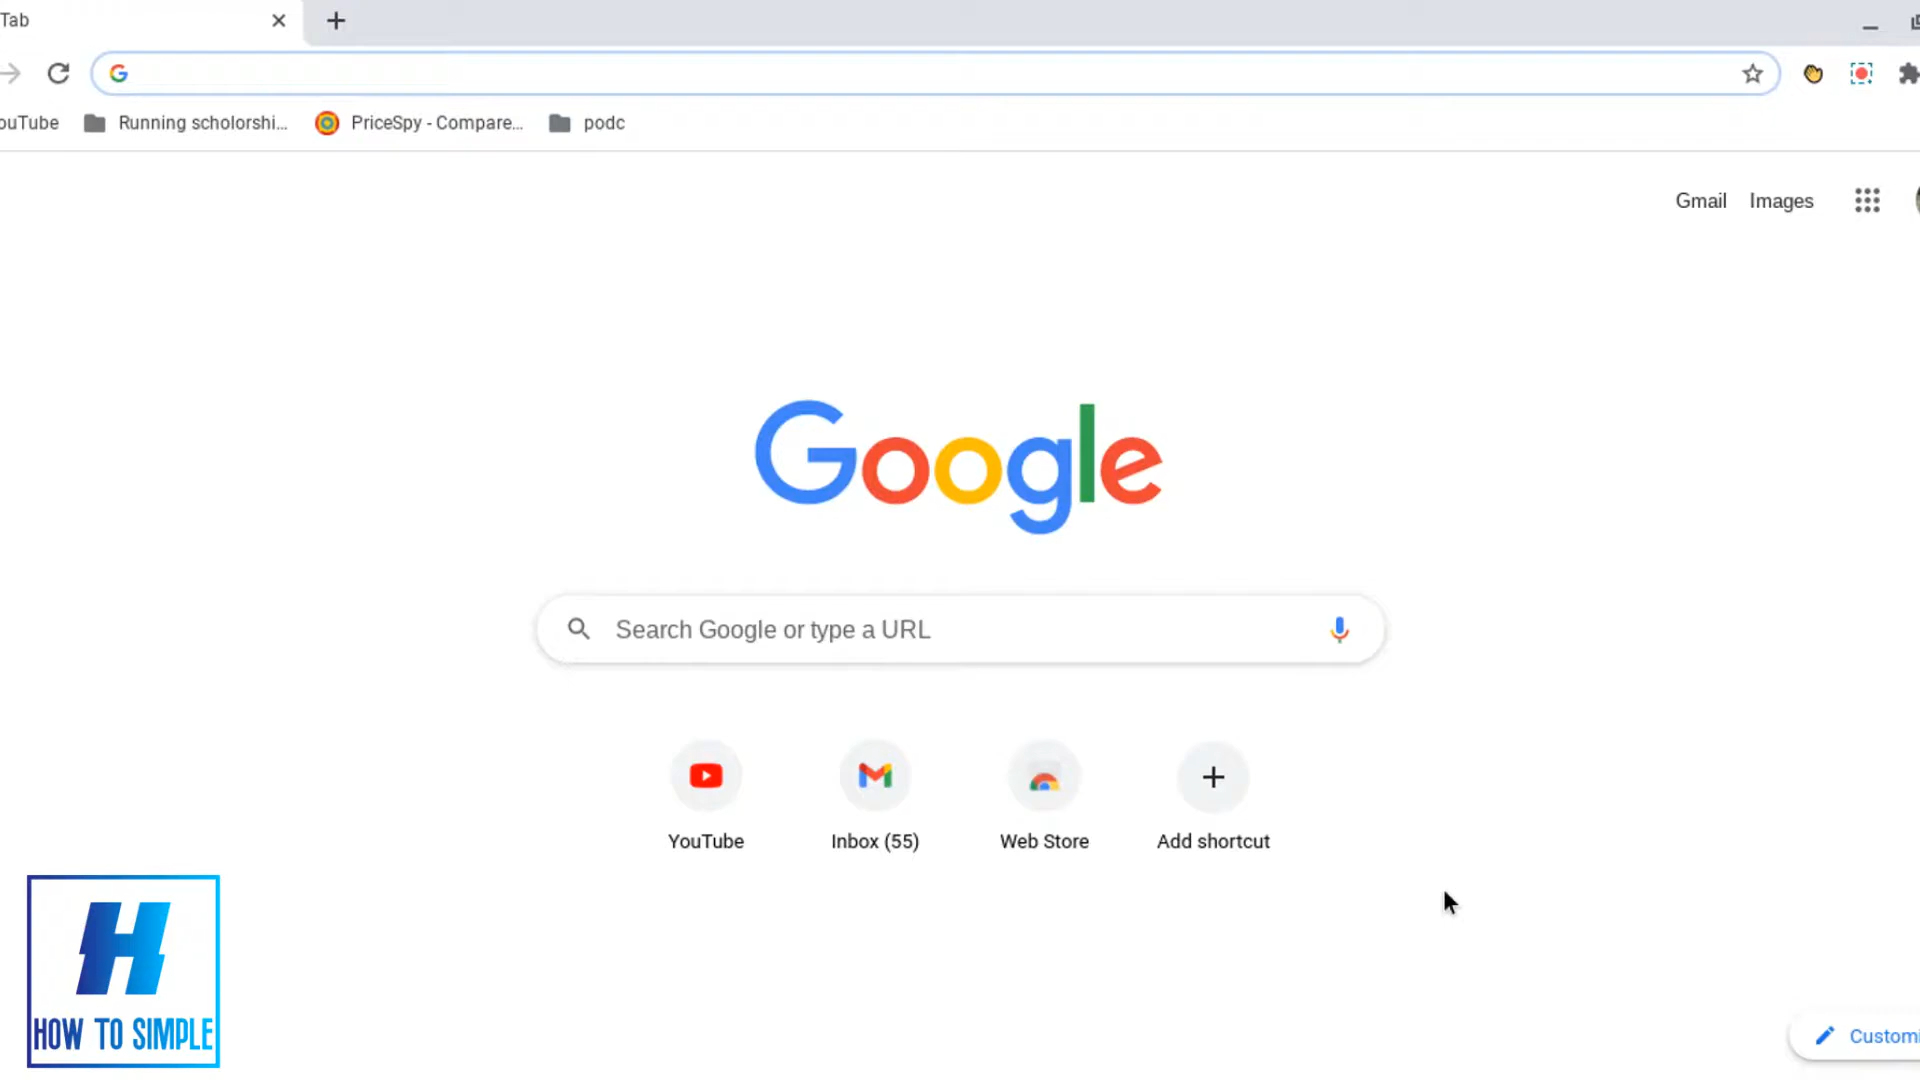 Tab
ouTube Running scholorshi... PriceSpy - Compare... podc
Gmail Images
Google
Search Google or type a URL
YouTube Inbox (55) Web Store Add shortcut
Customi
HOW TO SIMPLE